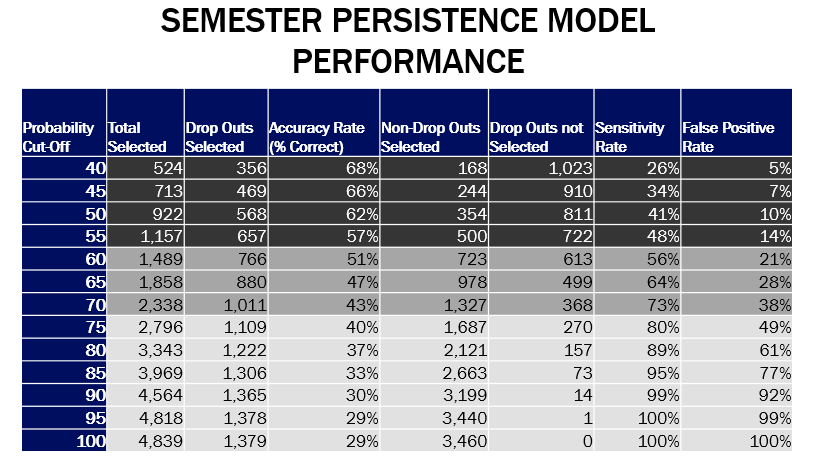 SEMESTER PERSISTENCE MODEL
PERFORMANCE
Probability Total Drop Outs Accuracy Rate Non-Drop Outs Drop Outs not Sensitivity False Positive
Cut-Off Selected Selected (% Correct) Selected Selected Rate Rate
40 524 356 68% 168 1,023 26% 5%
45 713 469 66% 244 910 34% 7%
50 922 568 62% 354 811 41% 10%
55 1,157 657 57% 500 722 48% 14%
60 1,489 766 51% 723 613 56% 21%
65 1,858 880 47% 978 499 64% 28%
70 2,338 1,011 43% 1,327 368 73% 38%
75 2,796 1,109 40% 1,687 270 80% 49%
80 3,343 1,222 37% 2,121 157 89% 61%
85 3,969 1,306 33% 2,663 73 95% 77%
90 4,564 1,365 30% 3,199 14 99% 92%
95 4,818 1,378 29% 3,440 1 100% 99%
100 4,839 1,379 29% 3,460 0 100% 100%